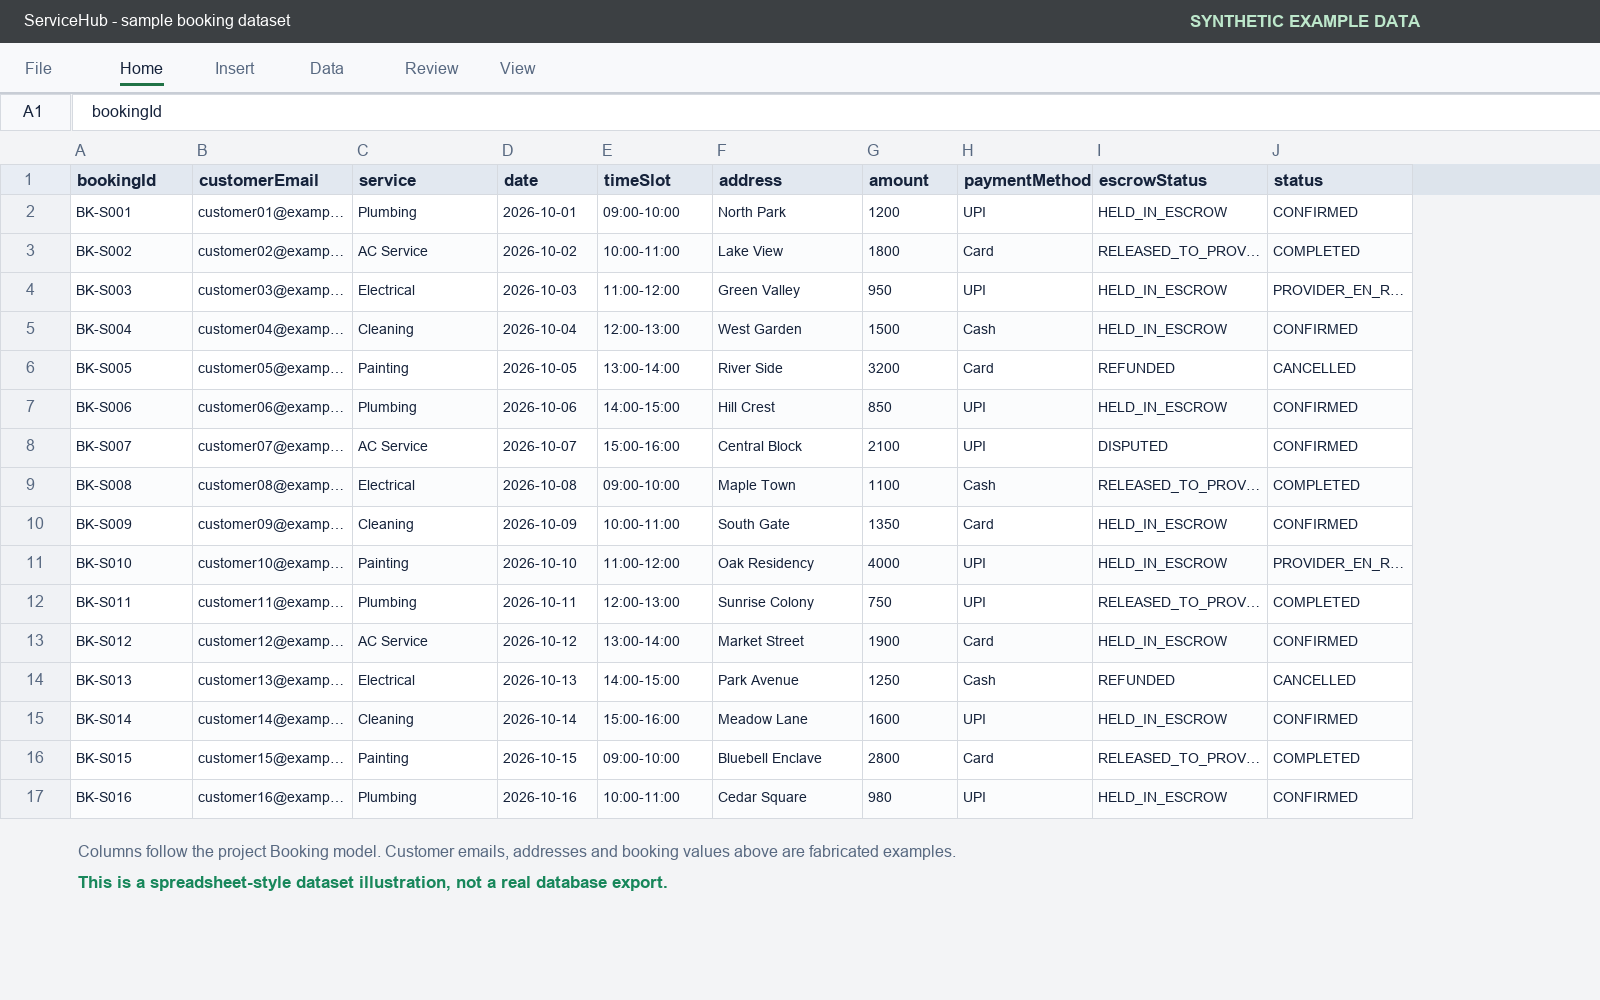 ServiceHub - sample booking dataset SYNTHETIC EXAMPLE DATA
File Home Insert Data Review View
A1 bookingId
A B C D E F G H I J
1 bookingId customerEmail service date timeSlot address amount paymentMethod escrowStatus status
2 BK-S001 customer01@examp... Plumbing 2026-10-01 09:00-10:00 North Park 1200 UPI HELD_IN_ESCROW CONFIRMED
3 BK-S002 customer02@examp... AC Service 2026-10-02 10:00-11:00 Lake View 1800 Card RELEASED_TO_PROV... COMPLETED
4 BK-S003 customer03@examp... Electrical 2026-10-03 11:00-12:00 Green Valley 950 UPI HELD_IN_ESCROW PROVIDER_EN_R...
5 BK-S004 customer04@examp... Cleaning 2026-10-04 12:00-13:00 West Garden 1500 Cash HELD_IN_ESCROW CONFIRMED
6 BK-S005 customer05@examp... Painting 2026-10-05 13:00-14:00 River Side 3200 Card REFUNDED CANCELLED
7 BK-S006 customer06@examp... Plumbing 2026-10-06 14:00-15:00 Hill Crest 850 UPI HELD_IN_ESCROW CONFIRMED
8 BK-S007 customer07@examp... AC Service 2026-10-07 15:00-16:00 Central Block 2100 UPI DISPUTED CONFIRMED
9 BK-S008 customer08@examp... Electrical 2026-10-08 09:00-10:00 Maple Town 1100 Cash RELEASED_TO_PROV... COMPLETED
10 BK-S009 customer09@examp... Cleaning 2026-10-09 10:00-11:00 South Gate 1350 Card HELD_IN_ESCROW CONFIRMED
11 BK-S010 customer10@examp... Painting 2026-10-10 11:00-12:00 Oak Residency 4000 UPI HELD_IN_ESCROW PROVIDER_EN_R...
12 BK-S011 customer11@examp... Plumbing 2026-10-11 12:00-13:00 Sunrise Colony 750 UPI RELEASED_TO_PROV... COMPLETED
13 BK-S012 customer12@examp... AC Service 2026-10-12 13:00-14:00 Market Street 1900 Card HELD_IN_ESCROW CONFIRMED
14 BK-S013 customer13@examp... Electrical 2026-10-13 14:00-15:00 Park Avenue 1250 Cash REFUNDED CANCELLED
15 BK-S014 customer14@examp... Cleaning 2026-10-14 15:00-16:00 Meadow Lane 1600 UPI HELD_IN_ESCROW CONFIRMED
16 BK-S015 customer15@examp... Painting 2026-10-15 09:00-10:00 Bluebell Enclave 2800 Card RELEASED_TO_PROV... COMPLETED
17 BK-S016 customer16@examp... Plumbing 2026-10-16 10:00-11:00 Cedar Square 980 UPI HELD_IN_ESCROW CONFIRMED
Columns follow the project Booking model. Customer emails, addresses and booking values above are fabricated examples.
This is a spreadsheet-style dataset illustration, not a real database export.